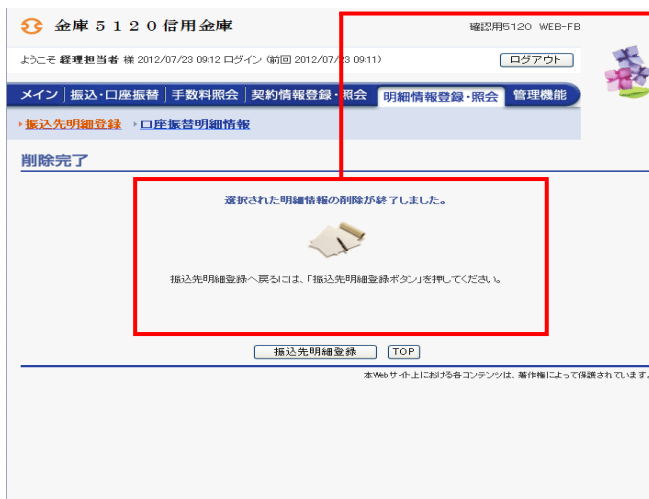 金庫5120信用金庫
確認用5120 WEB-FB
ようこそ 経理担当者 様 2012/07/23 09:12 ログイン (前回 2012/07/23 09:11)
ログアウト
メイン 振込・口座振替 手数料照会 契約情報登録・照会 明細情報登録・照会 管理機能
振込先明細登録 口座振替明細情報
削除完了
選択された明細情報の削除が終了しました。
振込先明細登録へ戻るには、「振込先明細登録ボタン」を押してください。
振込先明細登録 TOP
本Webサイト上における各コンテンツは、著作権によって保護されています。